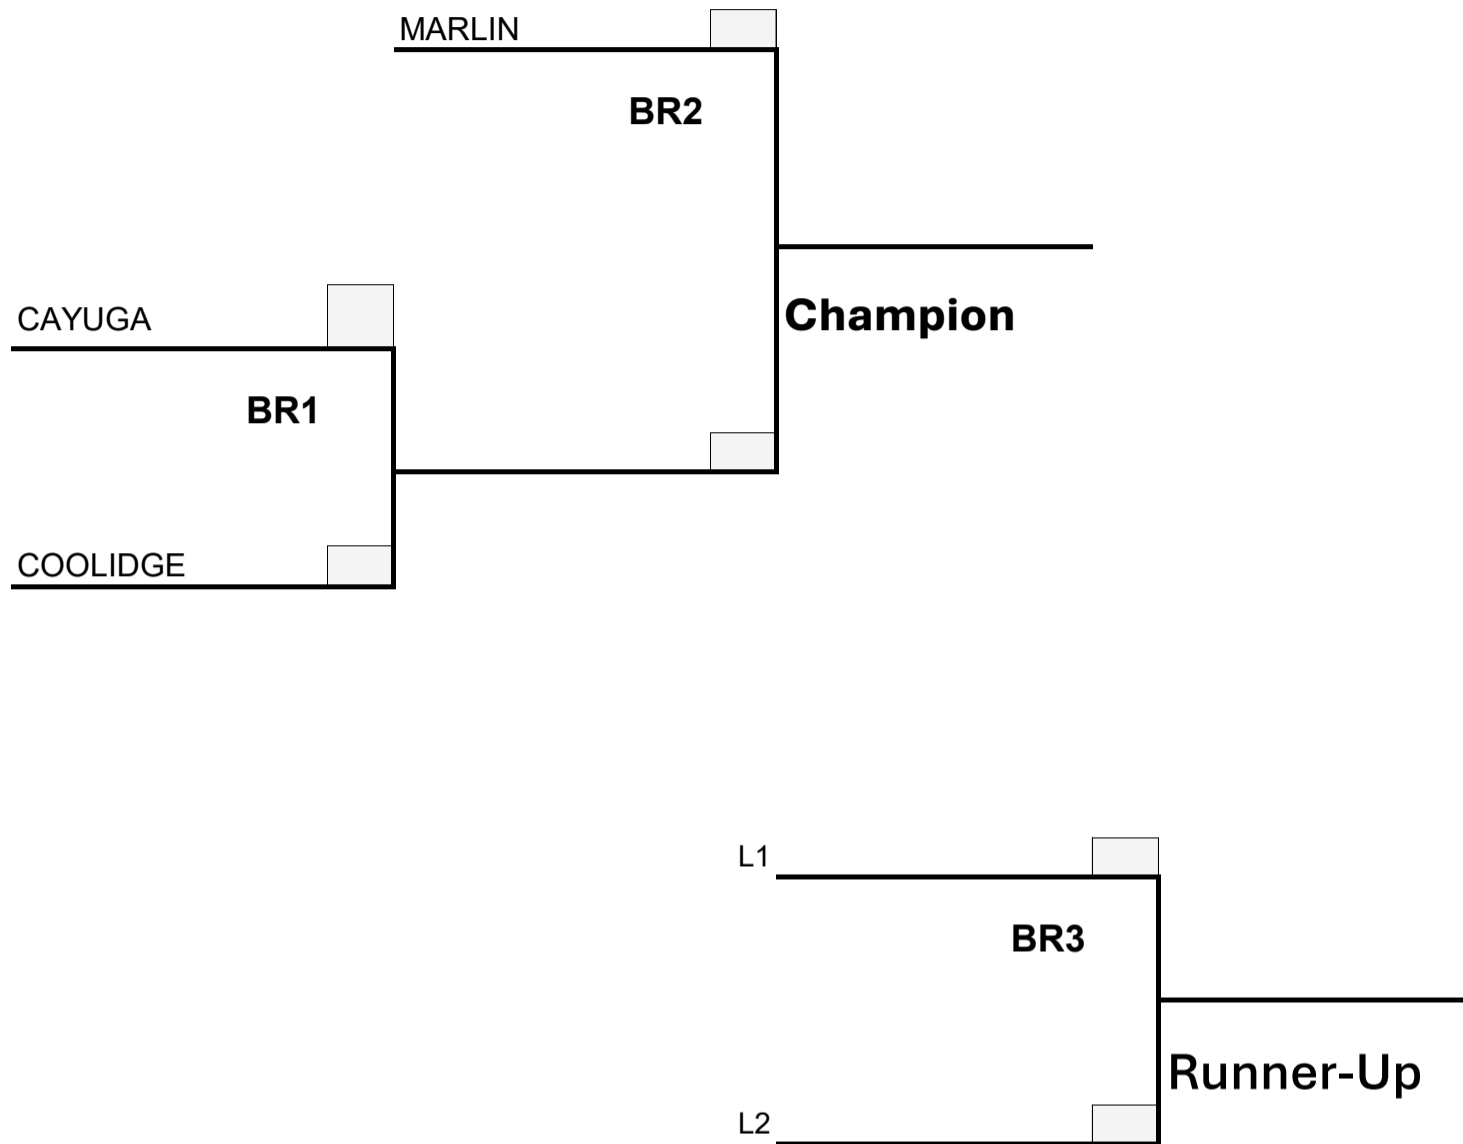 MARLIN
BR2
CAYUGA
Champion
BR1
COOLIDGE
L1
BR3
Runner-Up
L2